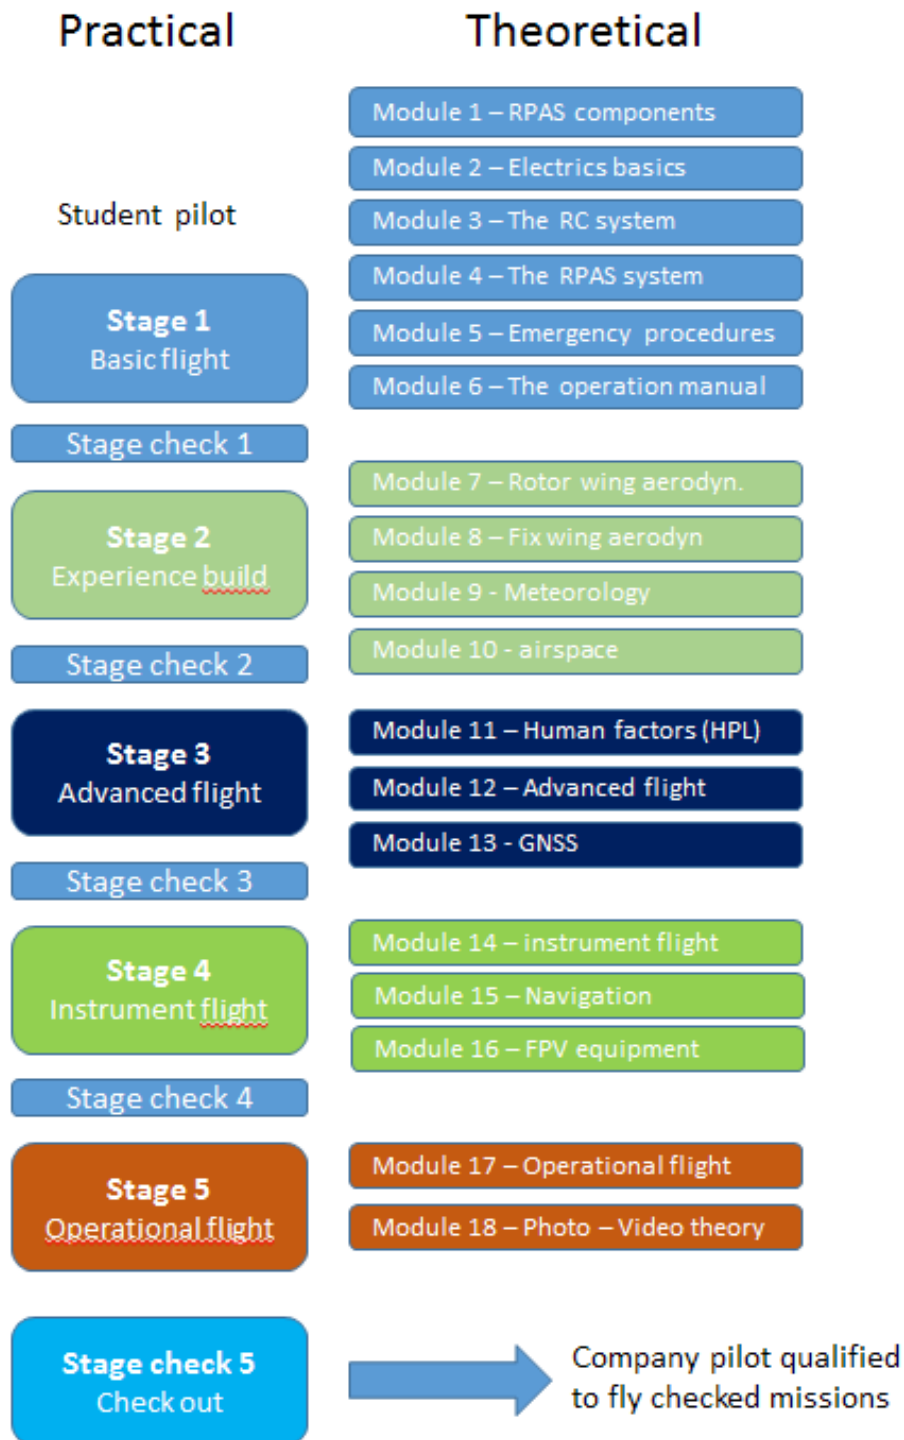 Practical
Theoretical
Student pilot
Stage 1
Basic flight
Stage check 1
Stage 2
Experience build
Stage check 2
Stage 3
Advanced flight
Stage check 3
Stage 4
Instrument flight
Stage check 4
Stage 5
Operational flight
Stage check 5
Check out
Module 1 – RPAS components
Module 2 – Electrics basics
Module 3 – The RC system
Module 4 – The RPAS system
Module 5 – Emergency procedures
Module 6 – The operation manual
Module 7 – Rotor wing aerodyn.
Module 8 – Fix wing aerodyn
Module 9 - Meteorology
Module 10 - airspace
Module 11 – Human factors (HPL)
Module 12 – Advanced flight
Module 13 - GNSS
Module 14 – instrument flight
Module 15 – Navigation
Module 16 – FPV equipment
Module 17 – Operational flight
Module 18 – Photo – Video theory
Company pilot qualified
to fly checked missions